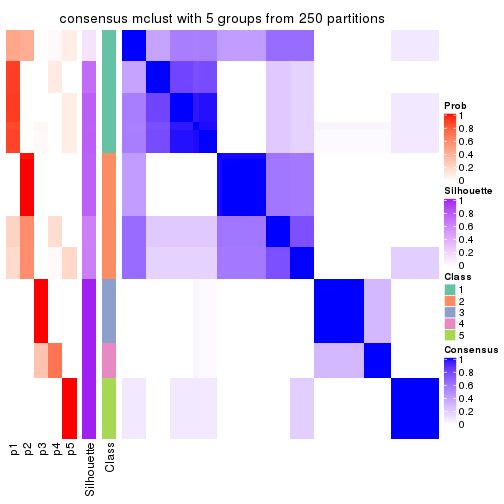 consensus mclust with 5 groups from 250 partitions
Prob
1
0.8
0.6
0.4
0.2
0
Silhouette
1
0.8
0.6
0.4
0.2
0
Class
1
2
3
4
5
Consensus
1
0.8
0.6
0.4
0.2
0
p1
p2
p3
p4
p5
Silhouette
Class